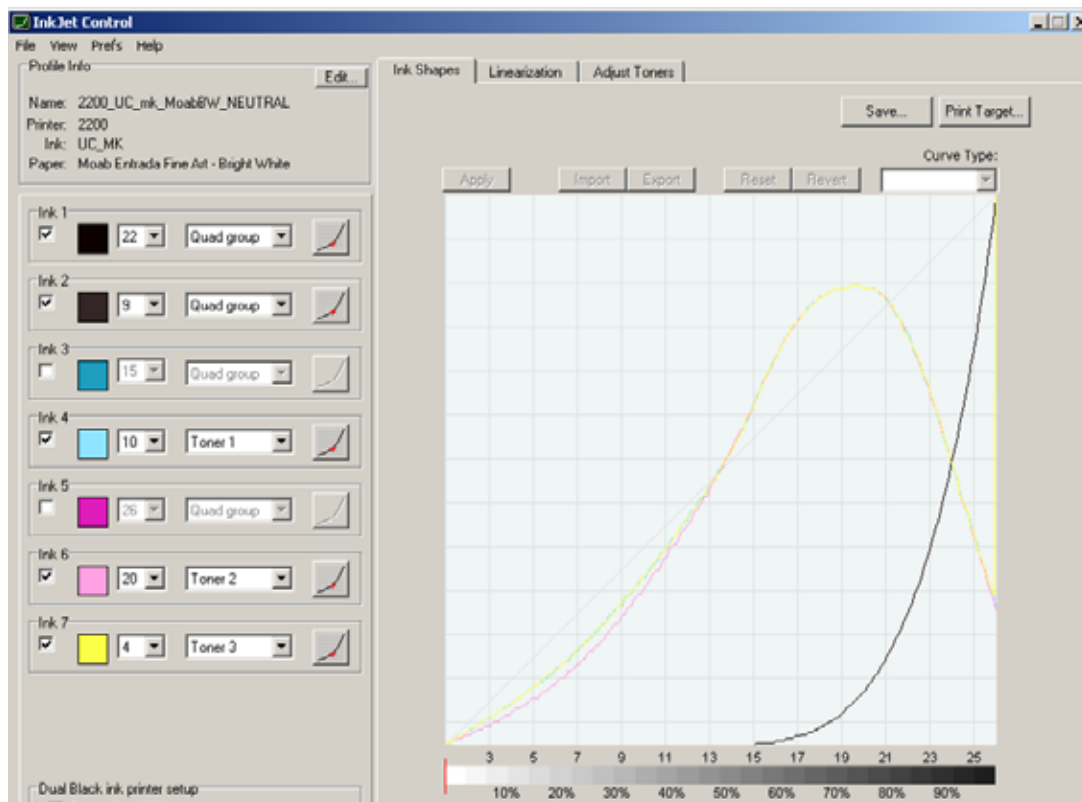 InkJet Control
File View Prefs Help
Profile Info
Edit...
Name: 2200_UC_mk_MoabBW_NEUTRAL
Printer: 2200
Ink: UC_MK
Paper: Moab Entrada Fine Art - Bright White
Ink Shapes Linearization Adjust Toners
Save... Print Target...
Curve Type:
Apply Import Export Reset Revert
Ink 1
22 Quad group
Ink 2
9 Quad group
Ink 3
15 Quad group
Ink 4
10 Toner 1
Ink 5
26 Quad group
Ink 6
20 Toner 2
Ink 7
4 Toner 3
3 5 7 9 11 13 15 17 19 21 23 25
10% 20% 30% 40% 50% 60% 70% 80% 90%
Dual Black ink printer setup